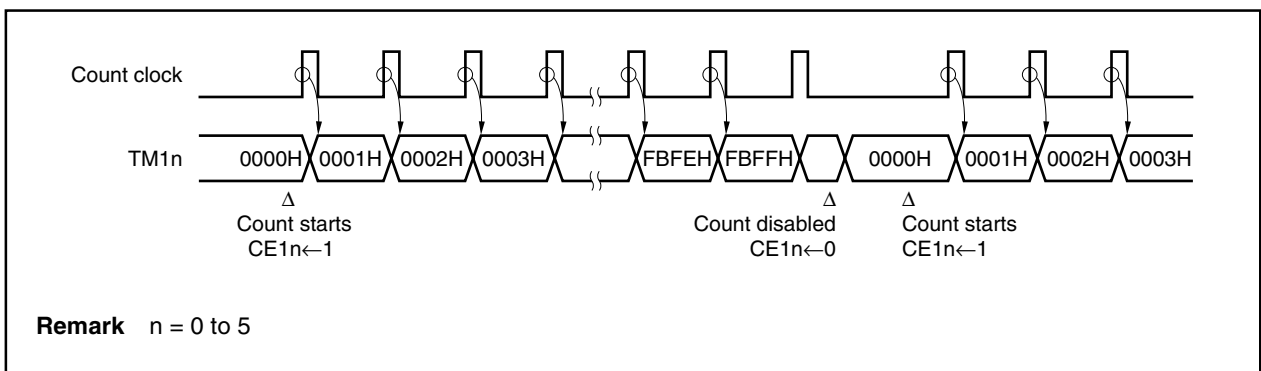 Count clock
TM1n 0000H 0001H 0002H 0003H FBFEH FBFFH 0000H 0001H 0002H 0003H
Δ Δ Δ
Count starts Count disabled Count starts
CE1n←1 CE1n←0 CE1n←1
Remark n = 0 to 5